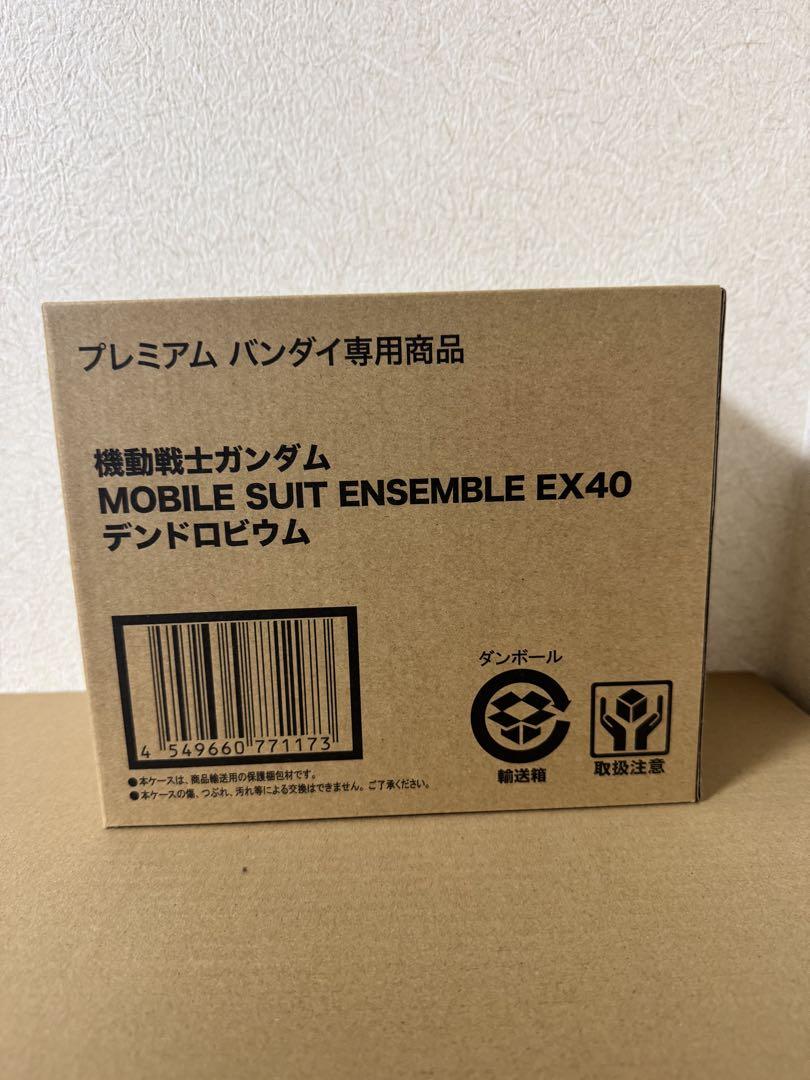 プレミアム バンダイ専用商品
機動戦士ガンダム
MOBILE SUIT ENSEMBLE EX40
デンドロビウム
4 549660 771173
ダンボール
輸送箱
取扱注意
●本ケースは、商品輸送用の保護梱包材です。
●本ケースの傷、つぶれ、汚れ等による交換はできません。ご了承ください。